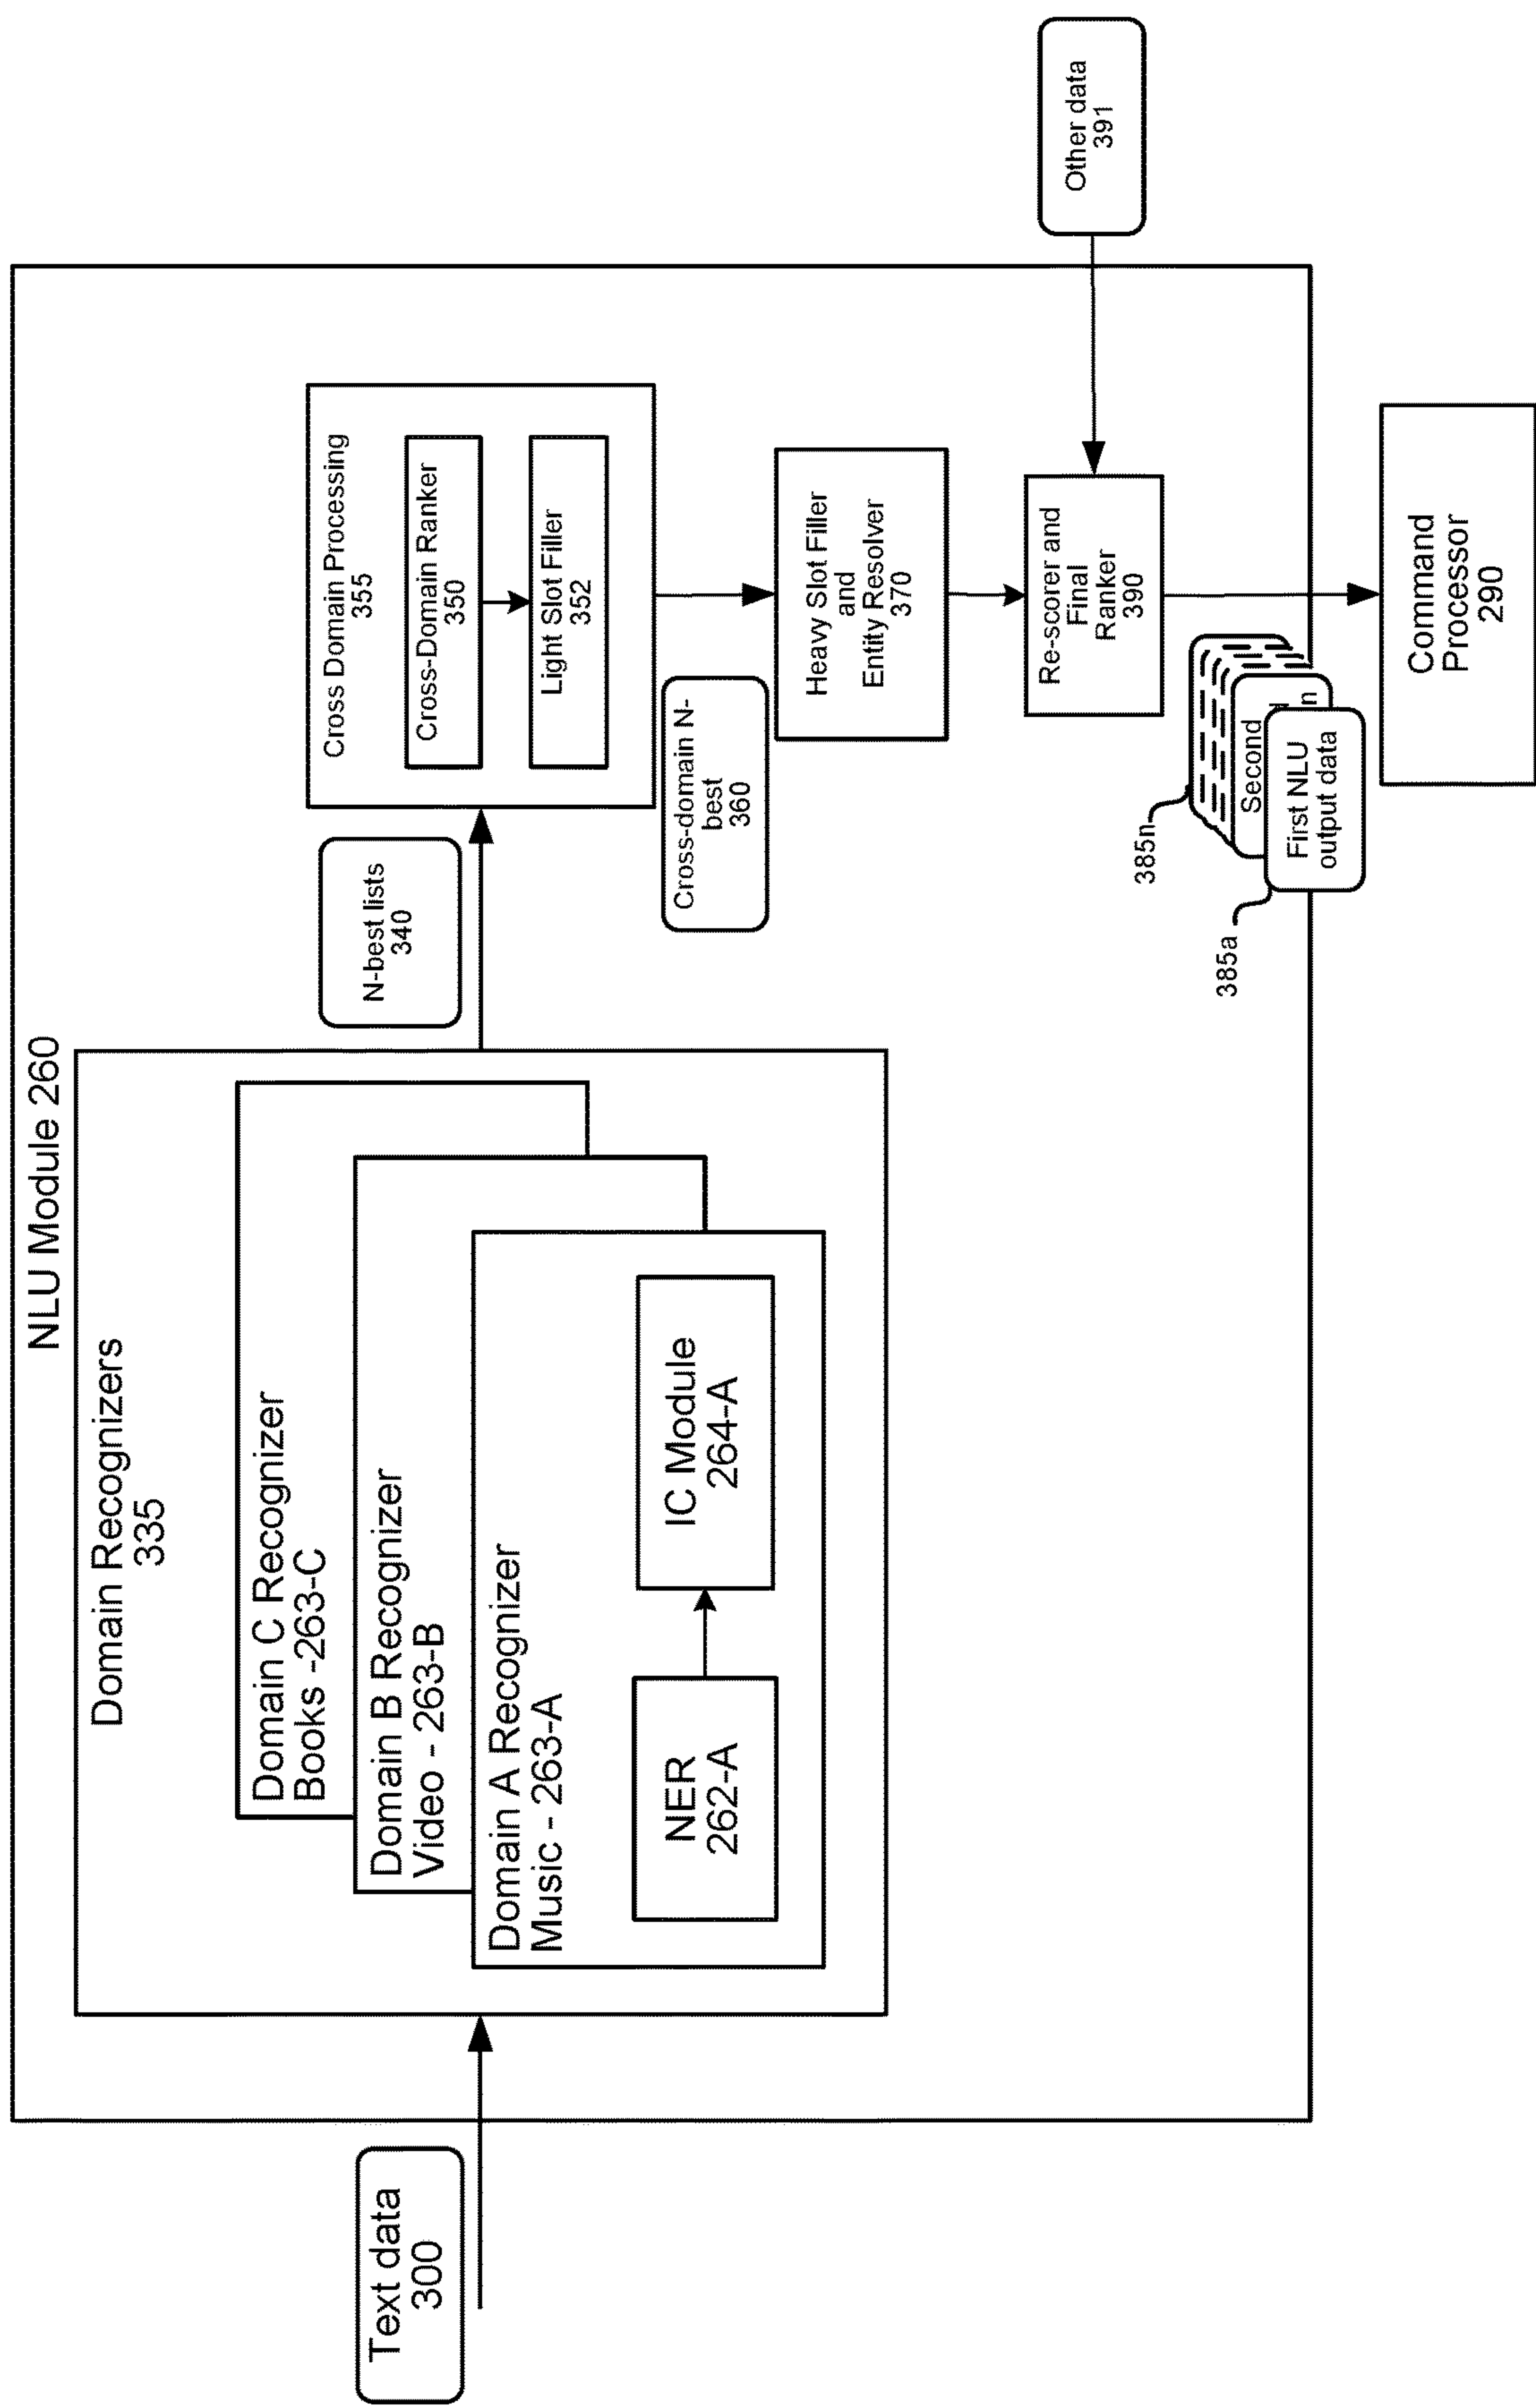 NLU Module 260
Text data
300
Domain Recognizers
335
Domain C Recognizer
Books -263-C
Domain B Recognizer
Video - 263-B
Domain A Recognizer
Music - 263-A
NER
262-A
IC Module
264-A
N-best lists
340
Cross Domain Processing
355
Cross-Domain Ranker
350
Light Slot Filler
352
Cross-domain N-
best
360
Heavy Slot Filler
and
Entity Resolver
370
Re-scorer and
Final
Ranker
390
Other data
391
385n
385a
Second
First NLU
output data
Command
Processor
290